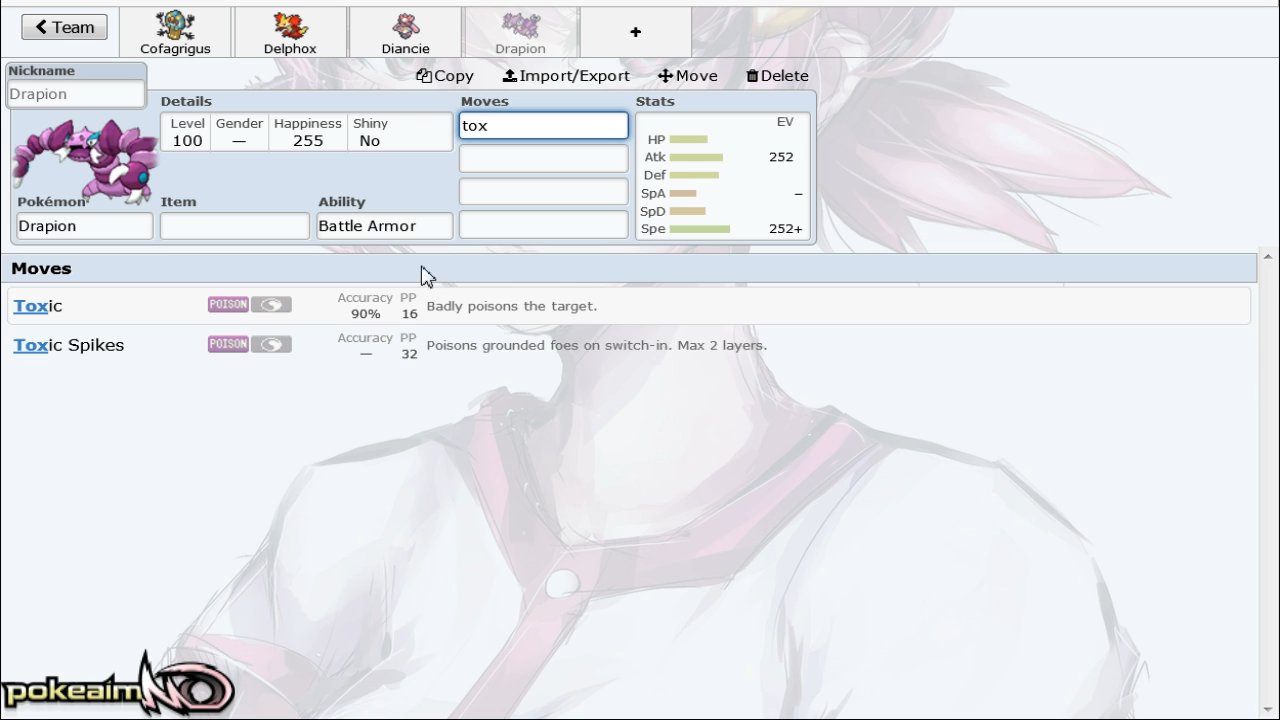 Team
Cofagrigus
Delphox
Diancie
Drapion
+
Nickname
Drapion
Copy
Import/Export
Move
Delete
Details
Level
Gender
Happiness
Shiny
100
—
255
No
Moves
tox
Stats
EV
HP
Atk 252
Def
SpA –
SpD
Spe 252+
Pokémon
Drapion
Item
Ability
Battle Armor
Moves
Toxic POISON Accuracy 90% PP 16 Badly poisons the target.
Toxic Spikes POISON Accuracy — PP 32 Poisons grounded foes on switch-in. Max 2 layers.
pokeaimMD